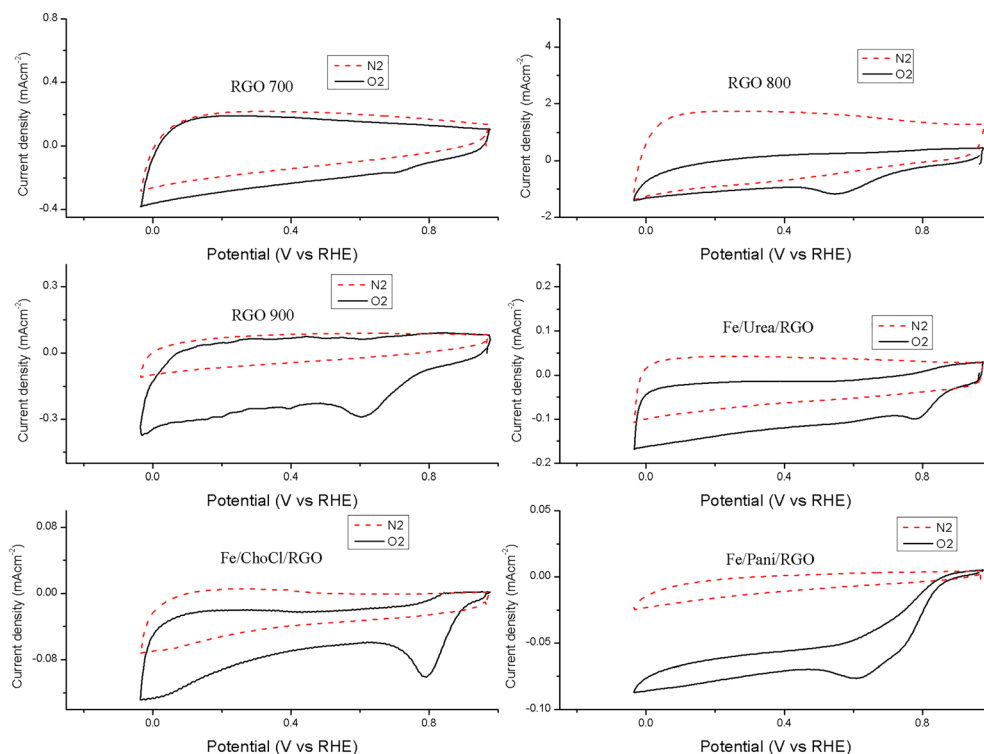 0.8
0.4
0.0
-0.4
Current density (mAcm-2)
RGO 700
N2
O2
0.0
0.4
0.8
Potential (V vs RHE)
4
2
0
-2
Current density (mAcm-2)
RGO 800
N2
O2
0.0
0.4
0.8
Potential (V vs RHE)
0.3
0.0
-0.3
Current density (mAcm-2)
RGO 900
N2
O2
0.0
0.4
0.8
Potential (V vs RHE)
0.2
0.1
0.0
-0.1
-0.2
Current density (mAcm-2)
Fe/Urea/RGO
N2
O2
0.0
0.4
0.8
Potential (V vs RHE)
0.08
0.00
-0.08
Current density (mAcm-2)
Fe/ChoCl/RGO
N2
O2
0.0
0.4
0.8
Potential (V vs RHE)
0.00
-0.05
-0.10
Current density (mAcm-2)
Fe/Pani/RGO
N2
O2
0.0
0.4
0.8
Potential (V vs RHE)